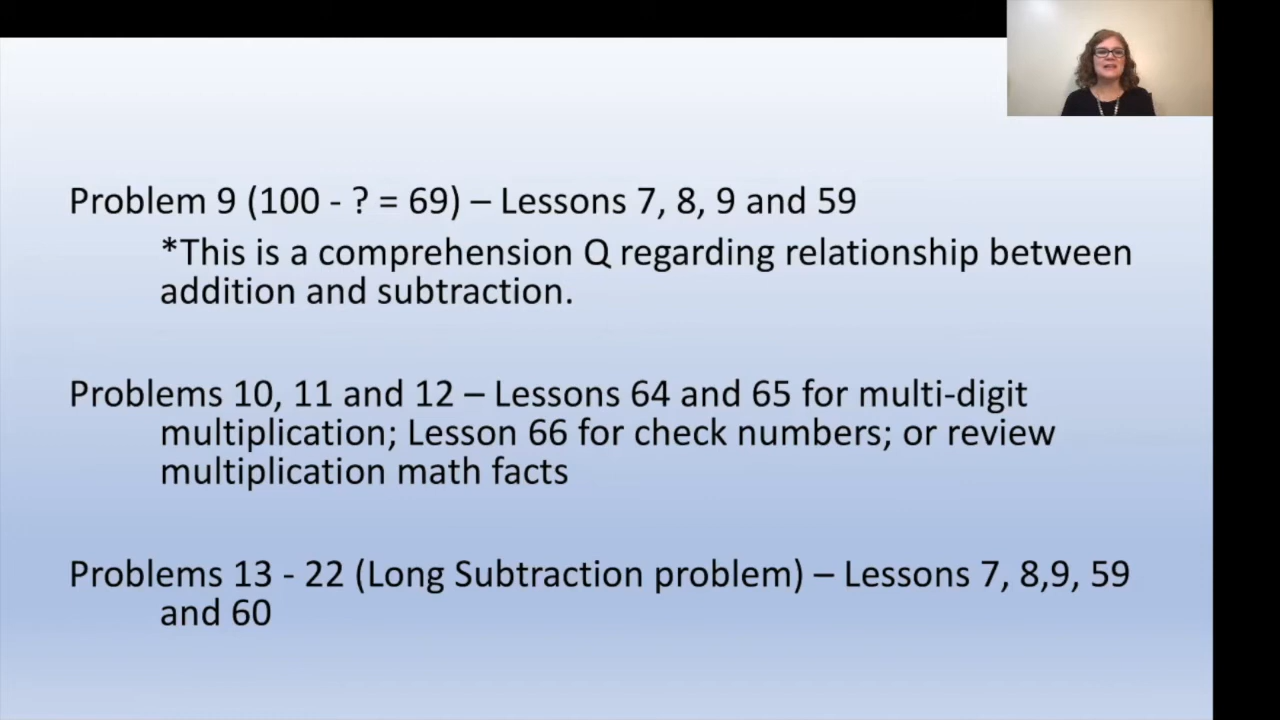 Problem 9 (100 - ? = 69) – Lessons 7, 8, 9 and 59
*This is a comprehension Q regarding relationship between
addition and subtraction.
Problems 10, 11 and 12 – Lessons 64 and 65 for multi-digit
multiplication; Lesson 66 for check numbers; or review
multiplication math facts
Problems 13 - 22 (Long Subtraction problem) – Lessons 7, 8,9, 59
and 60